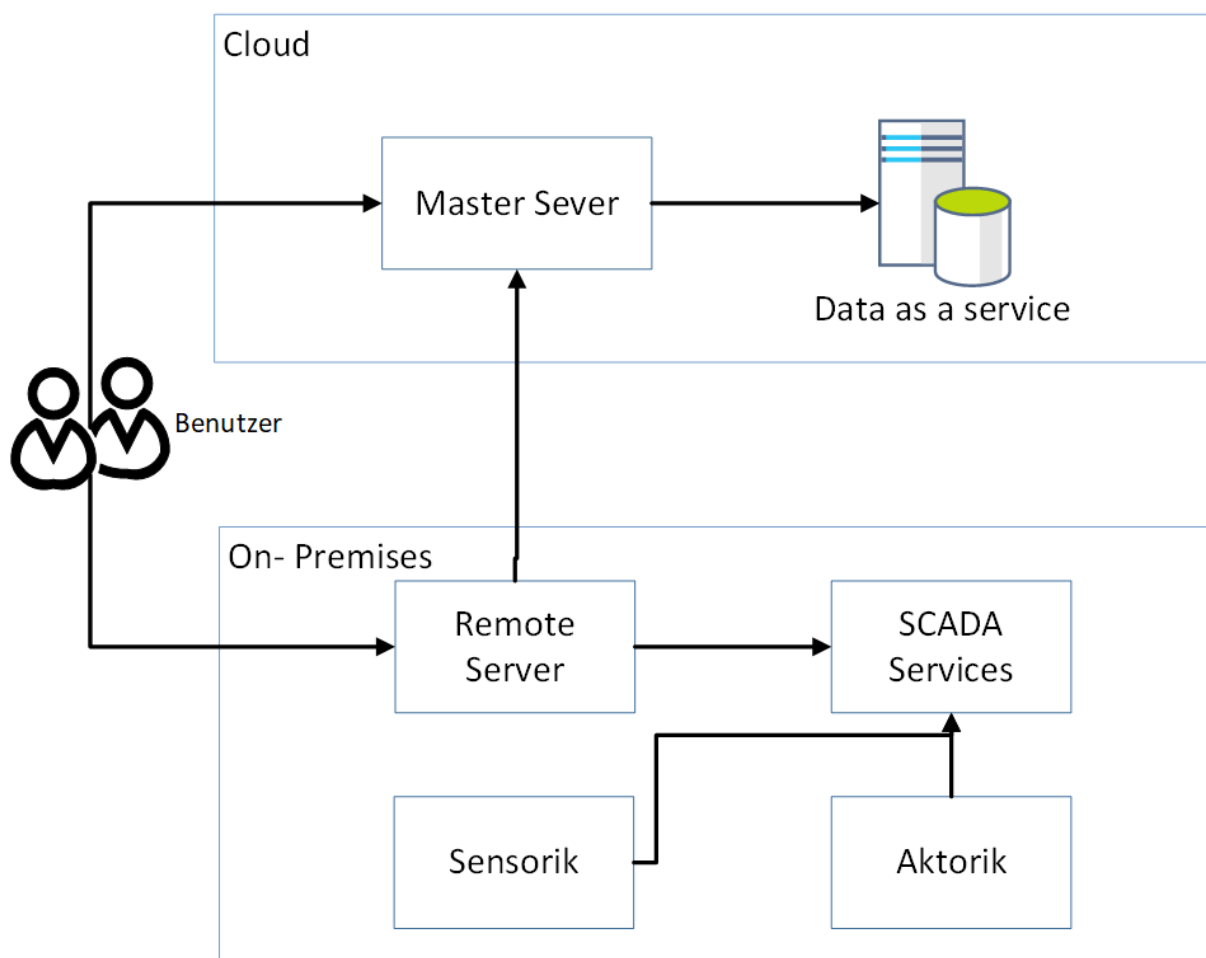 Cloud
Master Sever
Data as a service
Benutzer
On- Premises
Remote
Server
SCADA
Services
Sensorik
Aktorik